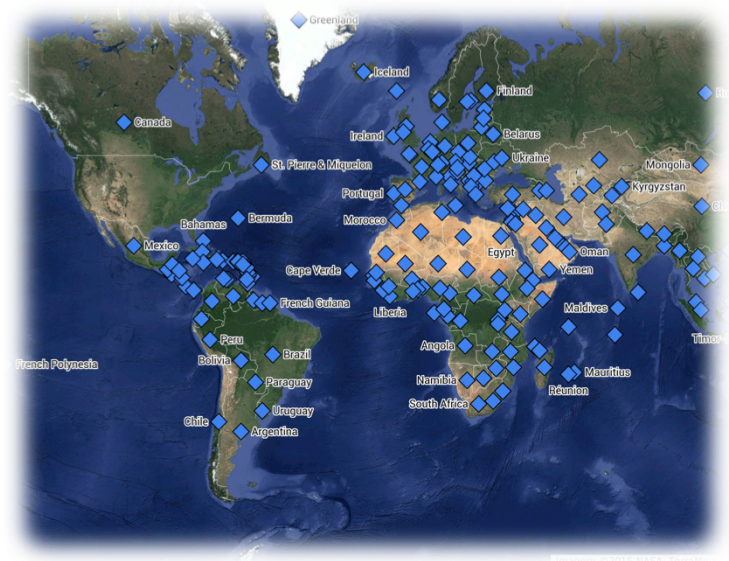 Greenland
Iceland
Finland
Canada
Ireland
Belarus
Ukraine
St. Pierre & Miquelon
Mongolia
Kyrgyzstan
Portugal
Bermuda
Morocco
Bahamas
Mexico
Egypt
Oman
Cape Verde
Yemen
French Guiana
Liberia
Maldives
Peru
Angola
Timor-
Bolivia
Brazil
French Polynesia
Paraguay
Namibia
Mauritius
Réunion
South Africa
Uruguay
Chile
Argentina